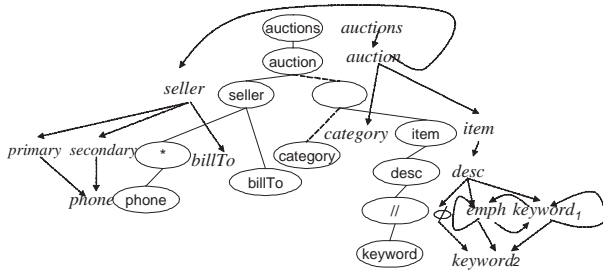 auctions auctions
auction auction
seller seller
category item item
primary secondary * billTo category desc desc
phone phone billTo // emph keyword1
keyword keyword2